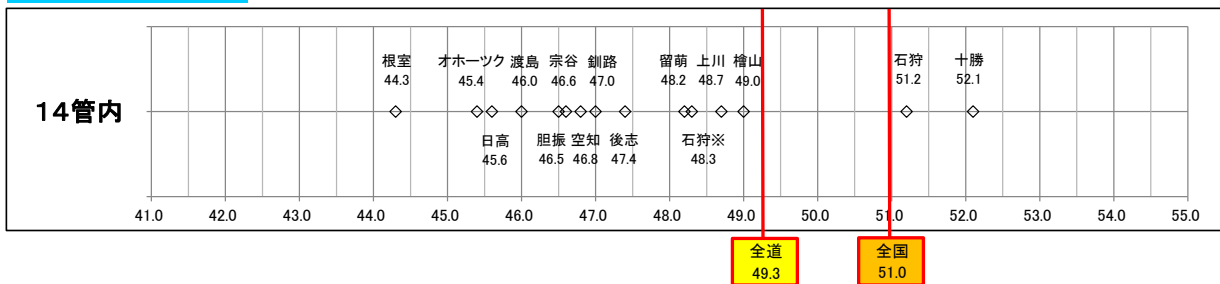 根室 オホーツク 渡島 宗谷 釧路 留萌 上川 檜山 石狩 十勝
44.3 45.4 46.0 46.6 47.0 48.2 48.7 49.0 51.2 52.1
14管内
日高 胆振 空知 後志 石狩※
45.6 46.5 46.8 47.4 48.3
41.0 42.0 43.0 44.0 45.0 46.0 47.0 48.0 49.0 50.0 51.0 52.0 53.0 54.0 55.0
全道 全国
49.3 51.0